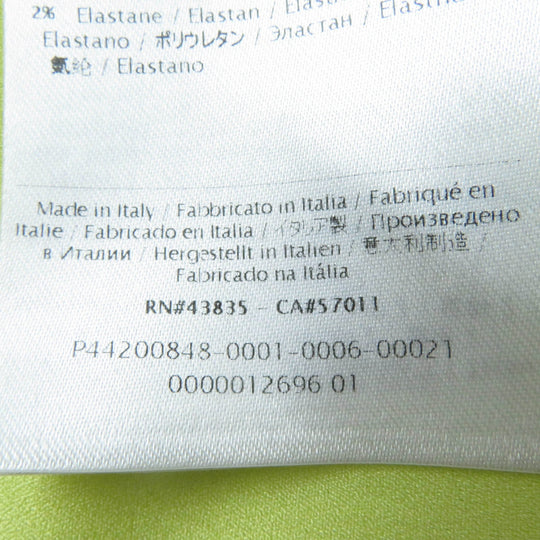 2% Elastane / Elastan /
Elastano / ポリウレタン / Эластан /
氨纶 / Elastano
Made in Italy / Fabbricato in Italia / Fabriqué en
Italie / Fabricado en Italia / イタリア製 / Произведено
в Италии / Hergestellt in Italien / 意大利制造 /
Fabricado na Itália
RN#43835 - CA#57011
P44200848-0001-0006-00021
0000012696 01